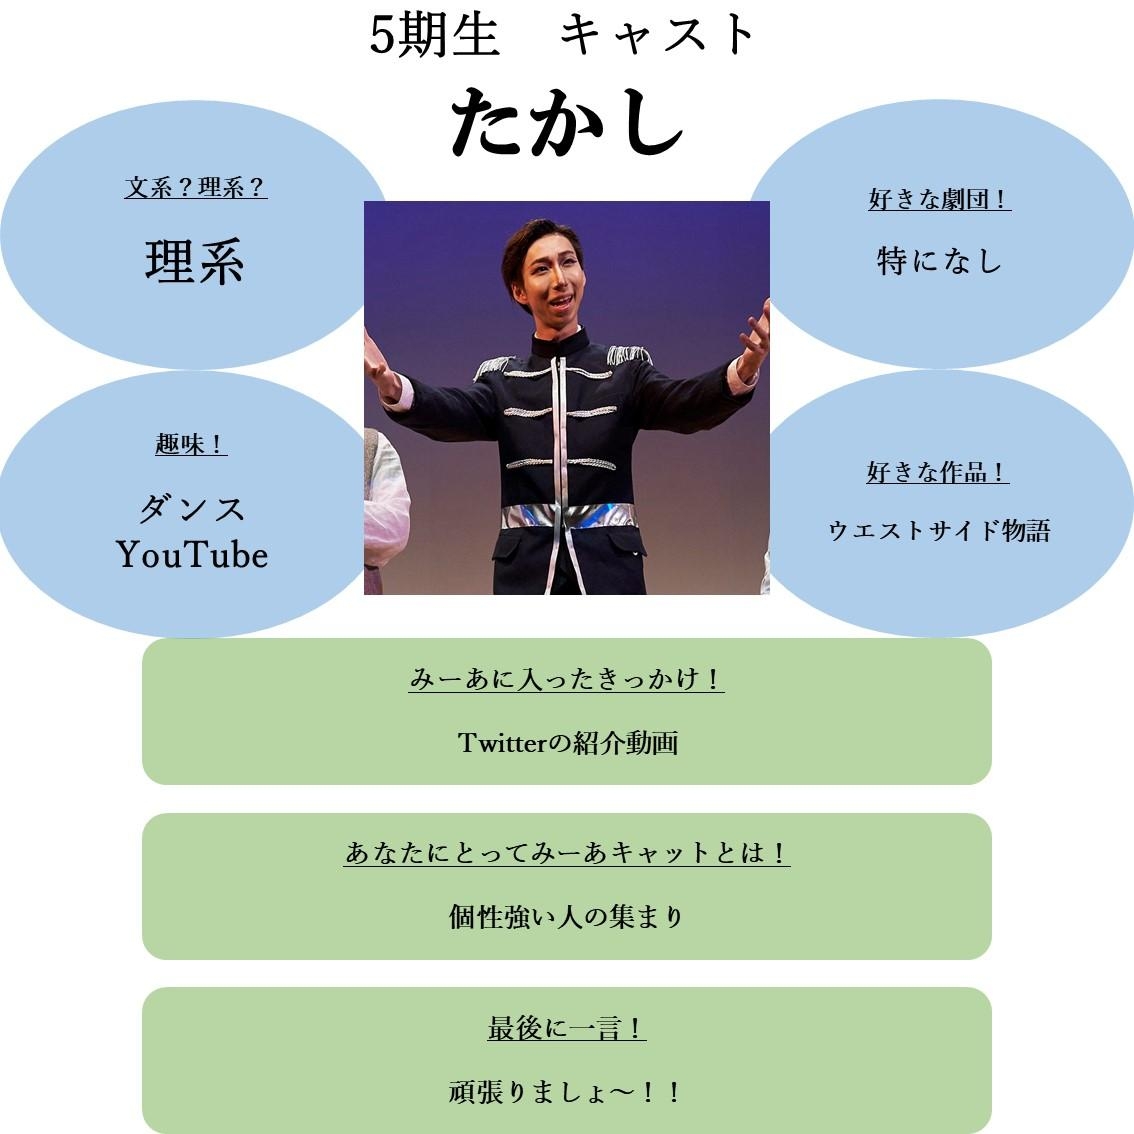 5期生　キャスト
たかし
文系？理系？
理系
好きな劇団！
特になし
趣味！
ダンス
YouTube
好きな作品！
ウエストサイド物語
みーあに入ったきっかけ！
Twitterの紹介動画
あなたにとってみーあキャットとは！
個性強い人の集まり
最後に一言！
頑張りましょ～！！